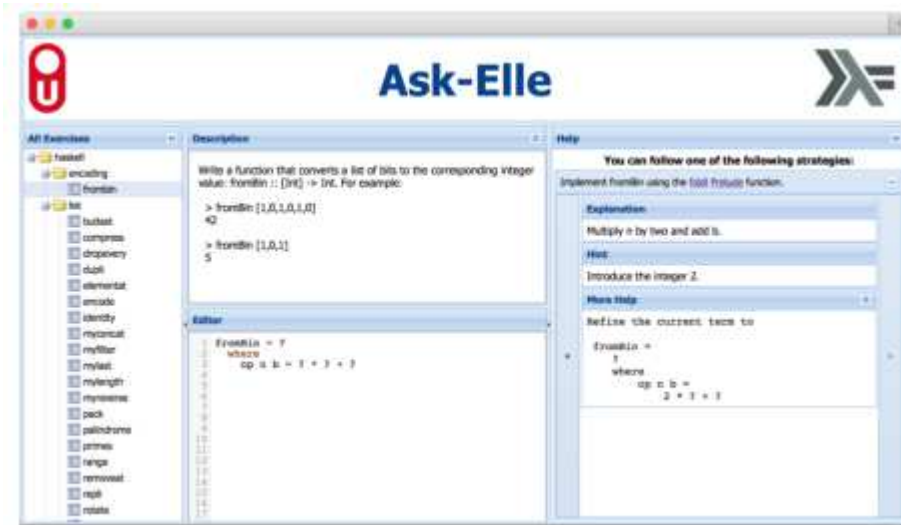 Ask-Elle
All Exercises
haskell
encoding
frombin
list
butlast
compress
dropevery
dupli
elementat
encode
identity
myconcat
myfilter
mylast
mylength
myreverse
pack
palindrome
primes
range
removeat
repli
rotate
Description
Write a function that converts a list of bits to the corresponding integer
value: fromBin :: [Int] -> Int. For example:
> fromBin [1,0,1,0,1,0]
42
> fromBin [1,0,1]
5
Editor
1 fromBin = ?
2 where
3 op n b = ? * ? + ?
Help
You can follow one of the following strategies:
Implement fromBin using the foldl Prelude function.
Explanation
Multiply n by two and add b.
Hint
Introduce the integer 2.
More Help
Refine the current term to
fromBin =
?
where
op n b =
2 * ? + ?